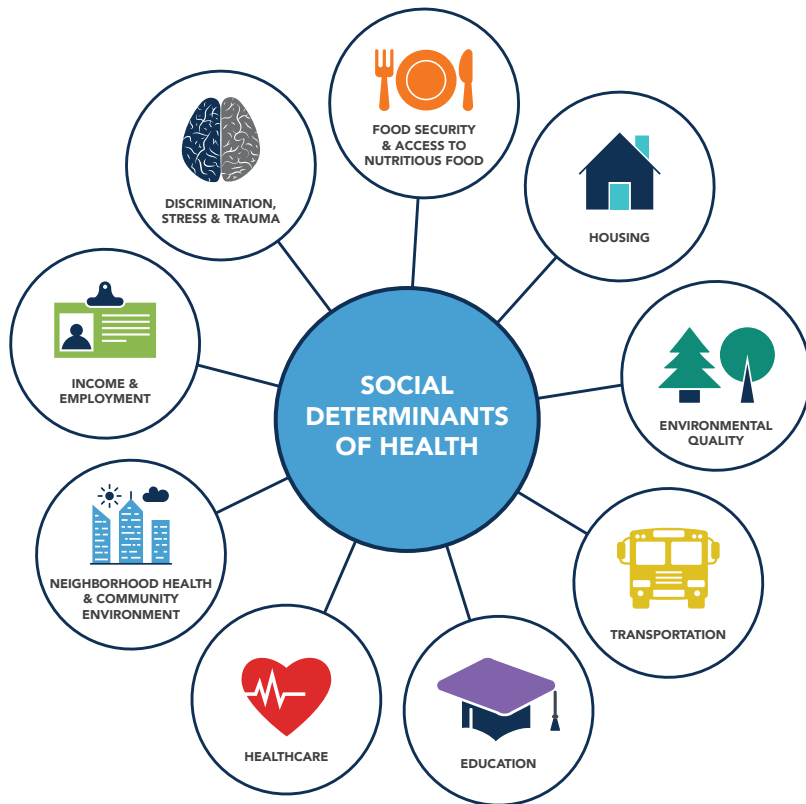 FOOD SECURITY
& ACCESS TO
NUTRITIOUS FOOD
DISCRIMINATION,
STRESS & TRAUMA
HOUSING
INCOME &
EMPLOYMENT
SOCIAL
DETERMINANTS
OF HEALTH
ENVIRONMENTAL
QUALITY
NEIGHBORHOOD HEALTH
& COMMUNITY
ENVIRONMENT
TRANSPORTATION
HEALTHCARE
EDUCATION